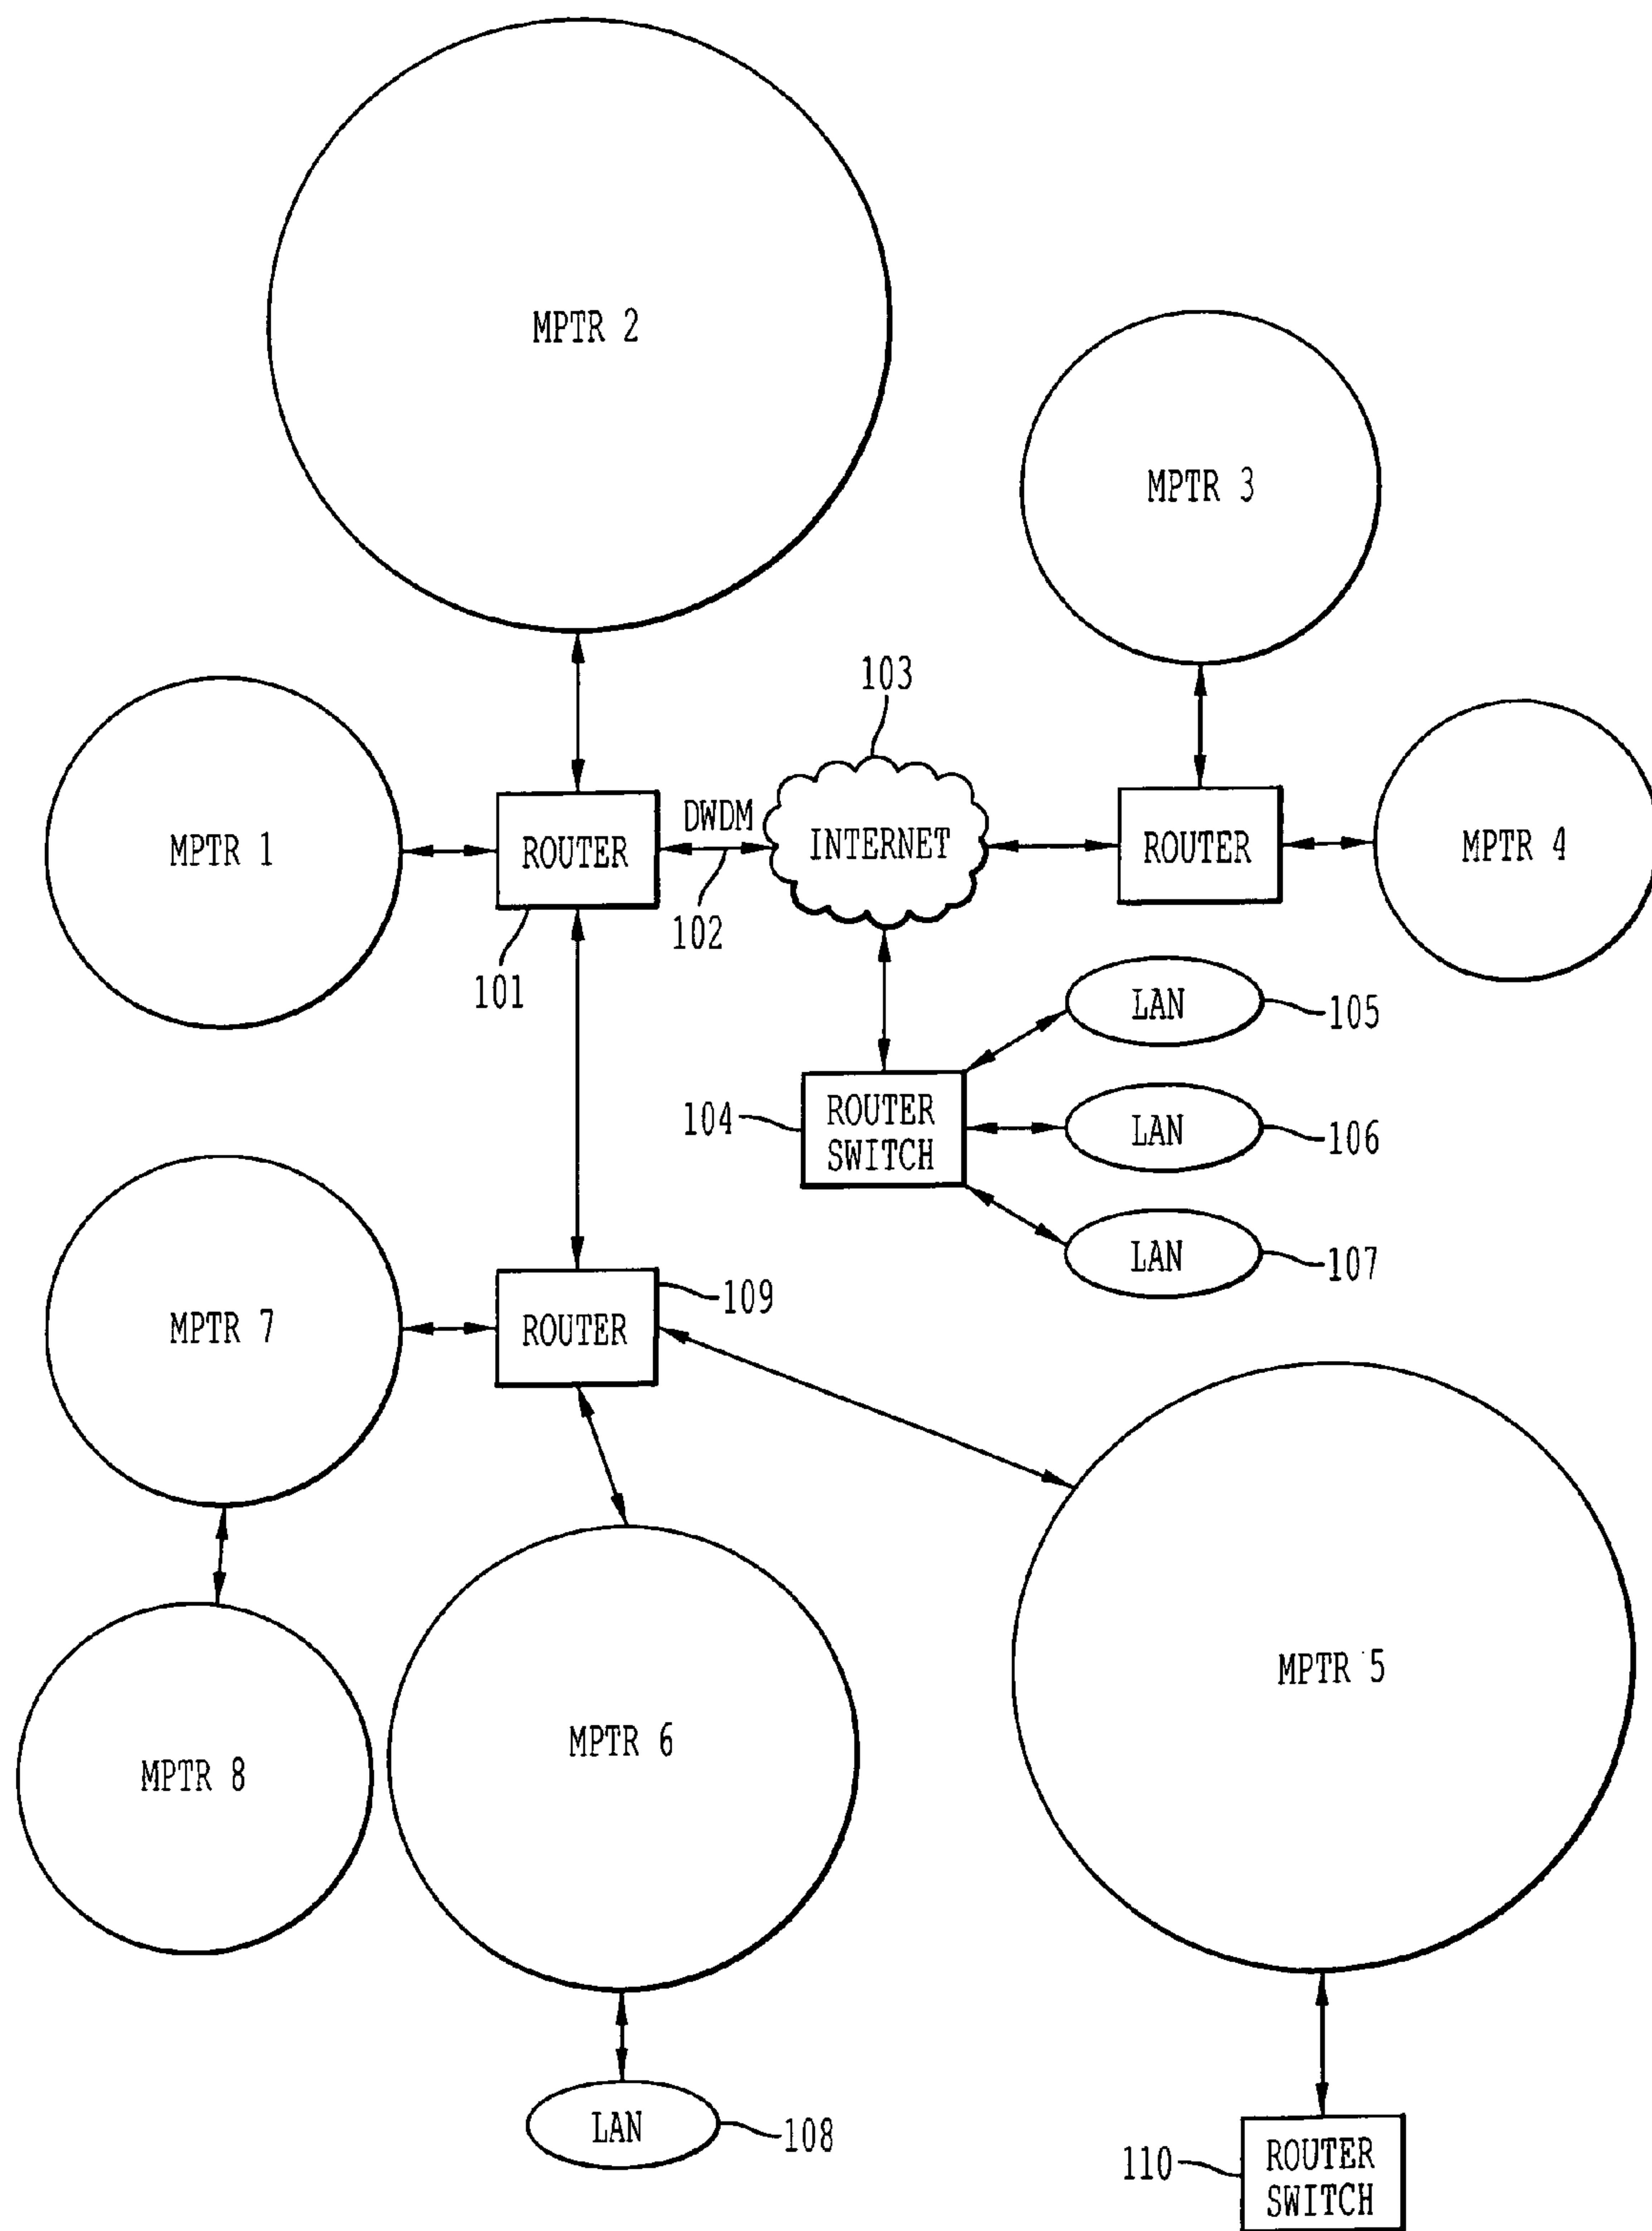 MPTR 2
MPTR 3
103
DWDM
MPTR 1
ROUTER
INTERNET
ROUTER
MPTR 4
102
101
LAN
105
104
ROUTER
SWITCH
LAN
106
LAN
107
109
MPTR 7
ROUTER
MPTR 5
MPTR 6
MPTR 8
LAN
108
110
ROUTER
SWITCH